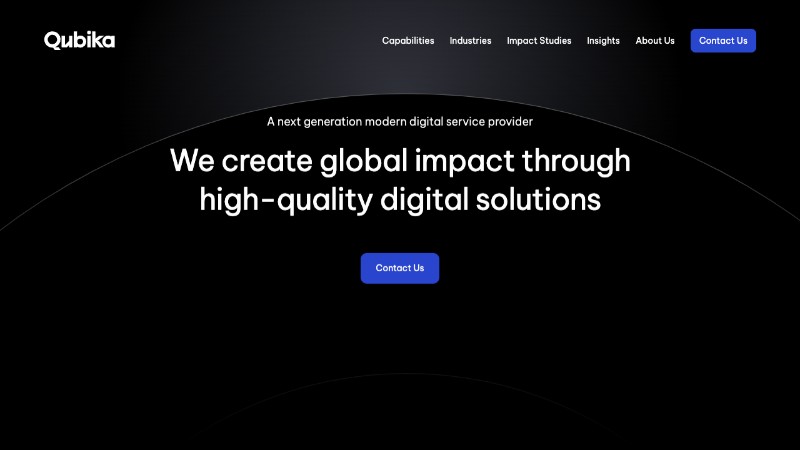 Qubika
Capabilities
Industries
Impact Studies
Insights
About Us
Contact Us
A next generation modern digital service provider
We create global impact through
high-quality digital solutions
Contact Us